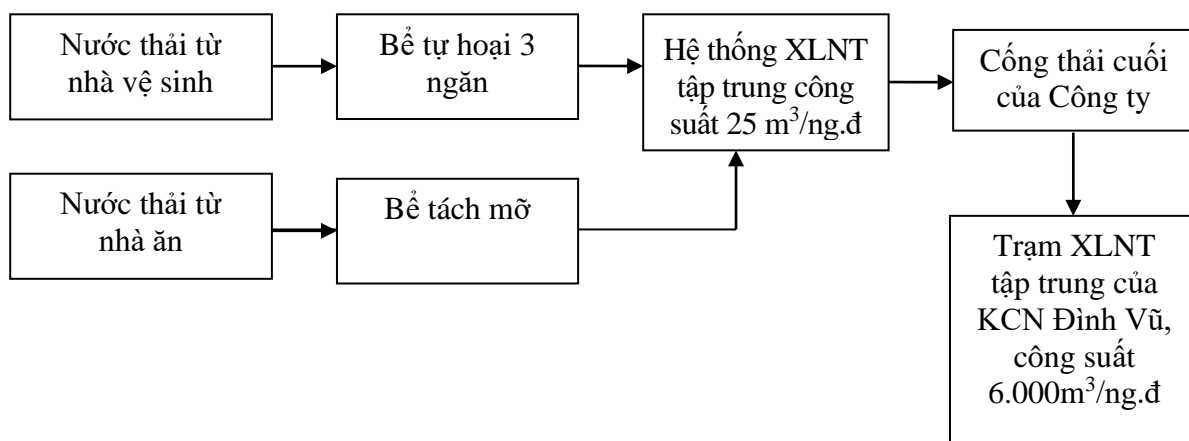 Nước thải từ
nhà vệ sinh
Bể tự hoại 3
ngăn
Hệ thống XLNT
tập trung công
suất 25 m³/ng.đ
Cống thải cuối
của Công ty
Nước thải từ
nhà ăn
Bể tách mỡ
Trạm XLNT
tập trung của
KCN Đình Vũ,
công suất
6.000m³/ng.đ